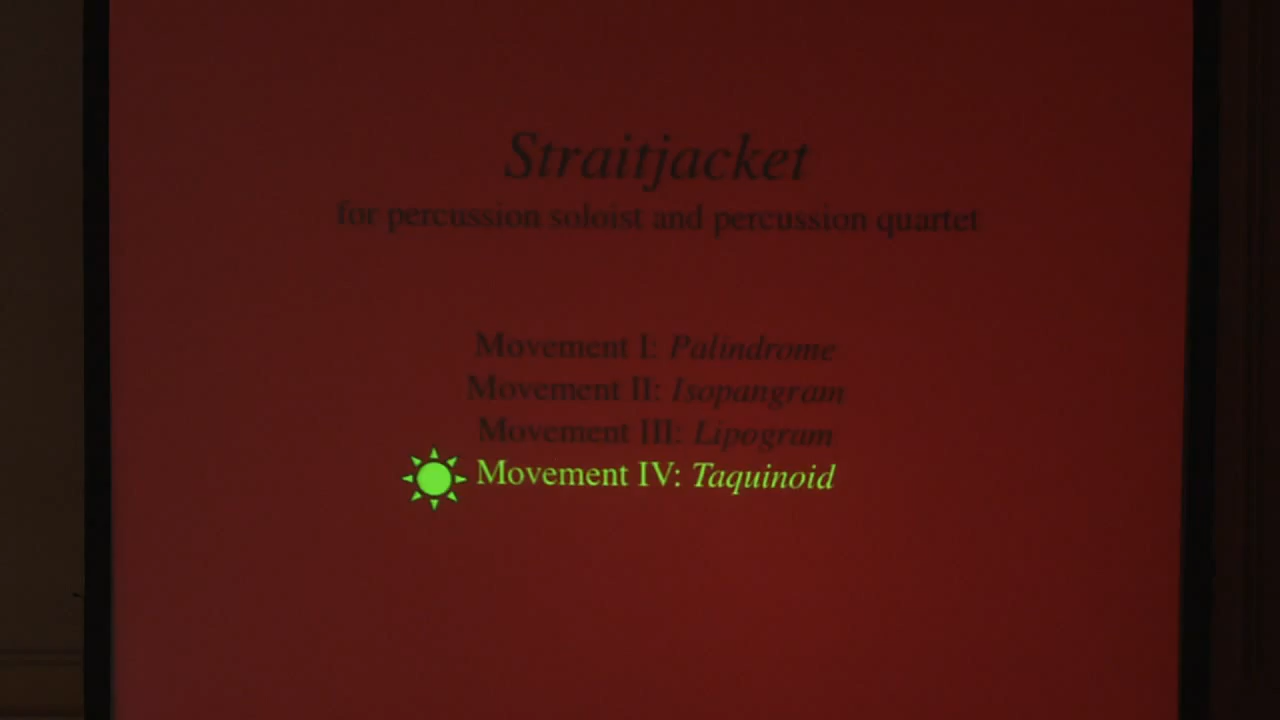 Straitjacket
for percussion soloist and percussion quartet
Movement I: Palindrome
Movement II: Isopangram
Movement III: Lipogram
Movement IV: Taquinoid